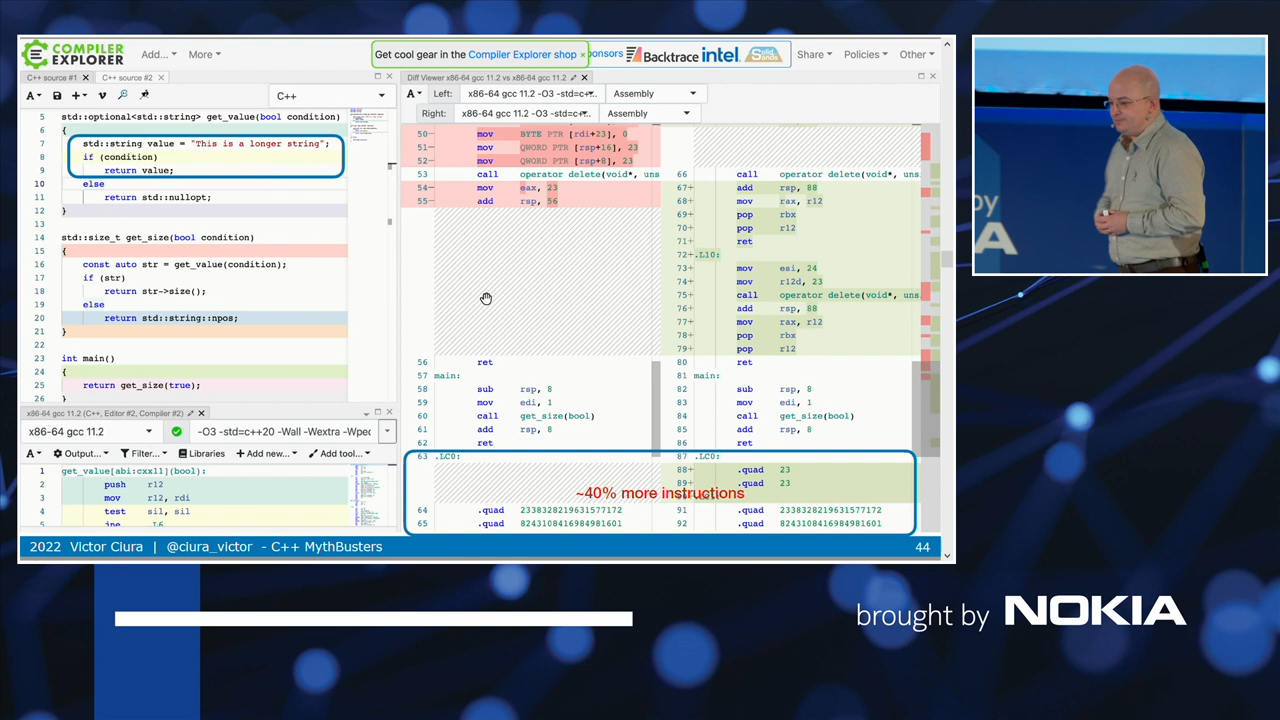 COMPILER
EXPLORER
Add...
More
Get cool gear in the Compiler Explorer shop ×
ponsors
Backtrace
intel
Solid
Sands
Share
Policies
Other
C++ source #1
C++ source #2
Diff Viewer x86-64 gcc 11.2 vs x86-64 gcc 11.2
A
C++
A
Left:
x86-64 gcc 11.2 -O3 -std=c+
Assembly
Right:
x86-64 gcc 11.2 -O3 -std=c+
Assembly
5 std::optional<std::string> get_value(bool condition)
6 {
7 std::string value = "This is a longer string";
8 if (condition)
9 return value;
10 else
11 return std::nullopt;
12 }
13
14 std::size_t get_size(bool condition)
15 {
16 const auto str = get_value(condition);
17 if (str)
18 return str->size();
19 else
20 return std::string::npos;
21 }
22
23 int main()
24 {
25 return get_size(true);
26 }
x86-64 gcc 11.2 (C++, Editor #2, Compiler #2)
x86-64 gcc 11.2
-O3 -std=c++20 -Wall -Wextra -Wpec
A
Output...
Filter...
Libraries
+ Add new...
Add tool...
1 get_value[abi:cxx11](bool):
2 push r12
3 mov r12, rdi
4 test sil, sil
5 jne .L6
50 mov BYTE PTR [rdi+23], 0
51 mov QWORD PTR [rsp+16], 23
52 mov QWORD PTR [rsp+8], 23
53 call operator delete(void*, uns
54 mov eax, 23
55 add rsp, 56
56 ret
57 main:
58 sub rsp, 8
59 mov edi, 1
60 call get_size(bool)
61 add rsp, 8
62 ret
63 .LC0:
64 .quad 2338328219631577172
65 .quad 8243108416984981601
66 call operator delete(void*, uns
67+ add rsp, 88
68+ mov rax, r12
69+ pop rbx
70+ pop r12
71+ ret
72+ .L10:
73+ mov esi, 24
74+ mov r12d, 23
75+ call operator delete(void*, uns
76+ add rsp, 88
77+ mov rax, r12
78+ pop rbx
79+ pop r12
80 ret
81 main:
82 sub rsp, 8
83 mov edi, 1
84 call get_size(bool)
85 add rsp, 8
86 ret
87 .LC0:
88+ .quad 23
89+ .quad 23
~40% more instructions
91 .quad 2338328219631577172
92 .quad 8243108416984981601
2022 Victor Ciura | @ciura_victor - C++ MythBusters
44
by
brought by NOKIA